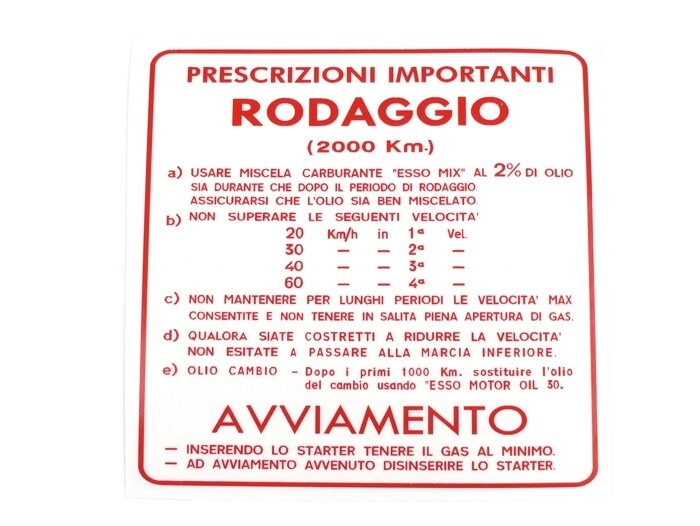 PRESCRIZIONI IMPORTANTI
RODAGGIO
(2000 Km.)
a) USARE MISCELA CARBURANTE "ESSO MIX" AL 2% DI OLIO
SIA DURANTE CHE DOPO IL PERIODO DI RODAGGIO
ASSICURARSI CHE L'OLIO SIA BEN MISCELATO.
b) NON SUPERARE LE SEGUENTI VELOCITA'
20 Km/h in 1ª Vel.
30 — — 2ª —
40 — — 3ª —
60 — — 4ª —
c) NON MANTENERE PER LUNGHI PERIODI LE VELOCITA' MAX
CONSENTITE E NON TENERE IN SALITA PIENA APERTURA DI GAS.
d) QUALORA SIATE COSTRETTI A RIDURRE LA VELOCITA'
NON ESITATE A PASSARE ALLA MARCIA INFERIORE.
e) OLIO CAMBIO – Dopo i primi 1000 Km. sostituire l'olio
del cambio usando "ESSO MOTOR OIL 30.
AVVIAMENTO
— INSERENDO LO STARTER TENERE IL GAS AL MINIMO.
— AD AVVIAMENTO AVVENUTO DISINSERIRE LO STARTER.